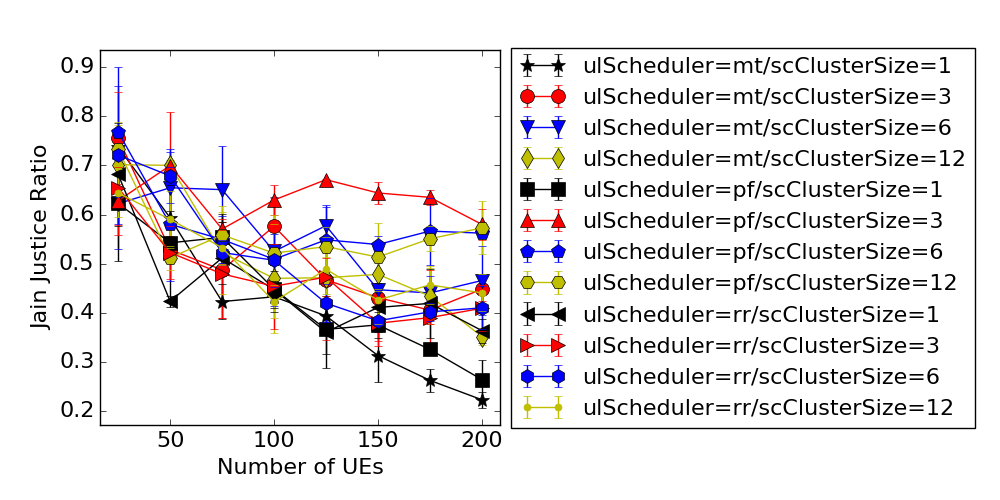 Jain Justice Ratio
0.9
0.8
0.7
0.6
0.5
0.4
0.3
0.2
50
100
150
200
Number of UEs
ulScheduler=mt/scClusterSize=1
ulScheduler=mt/scClusterSize=3
ulScheduler=mt/scClusterSize=6
ulScheduler=mt/scClusterSize=12
ulScheduler=pf/scClusterSize=1
ulScheduler=pf/scClusterSize=3
ulScheduler=pf/scClusterSize=6
ulScheduler=pf/scClusterSize=12
ulScheduler=rr/scClusterSize=1
ulScheduler=rr/scClusterSize=3
ulScheduler=rr/scClusterSize=6
ulScheduler=rr/scClusterSize=12